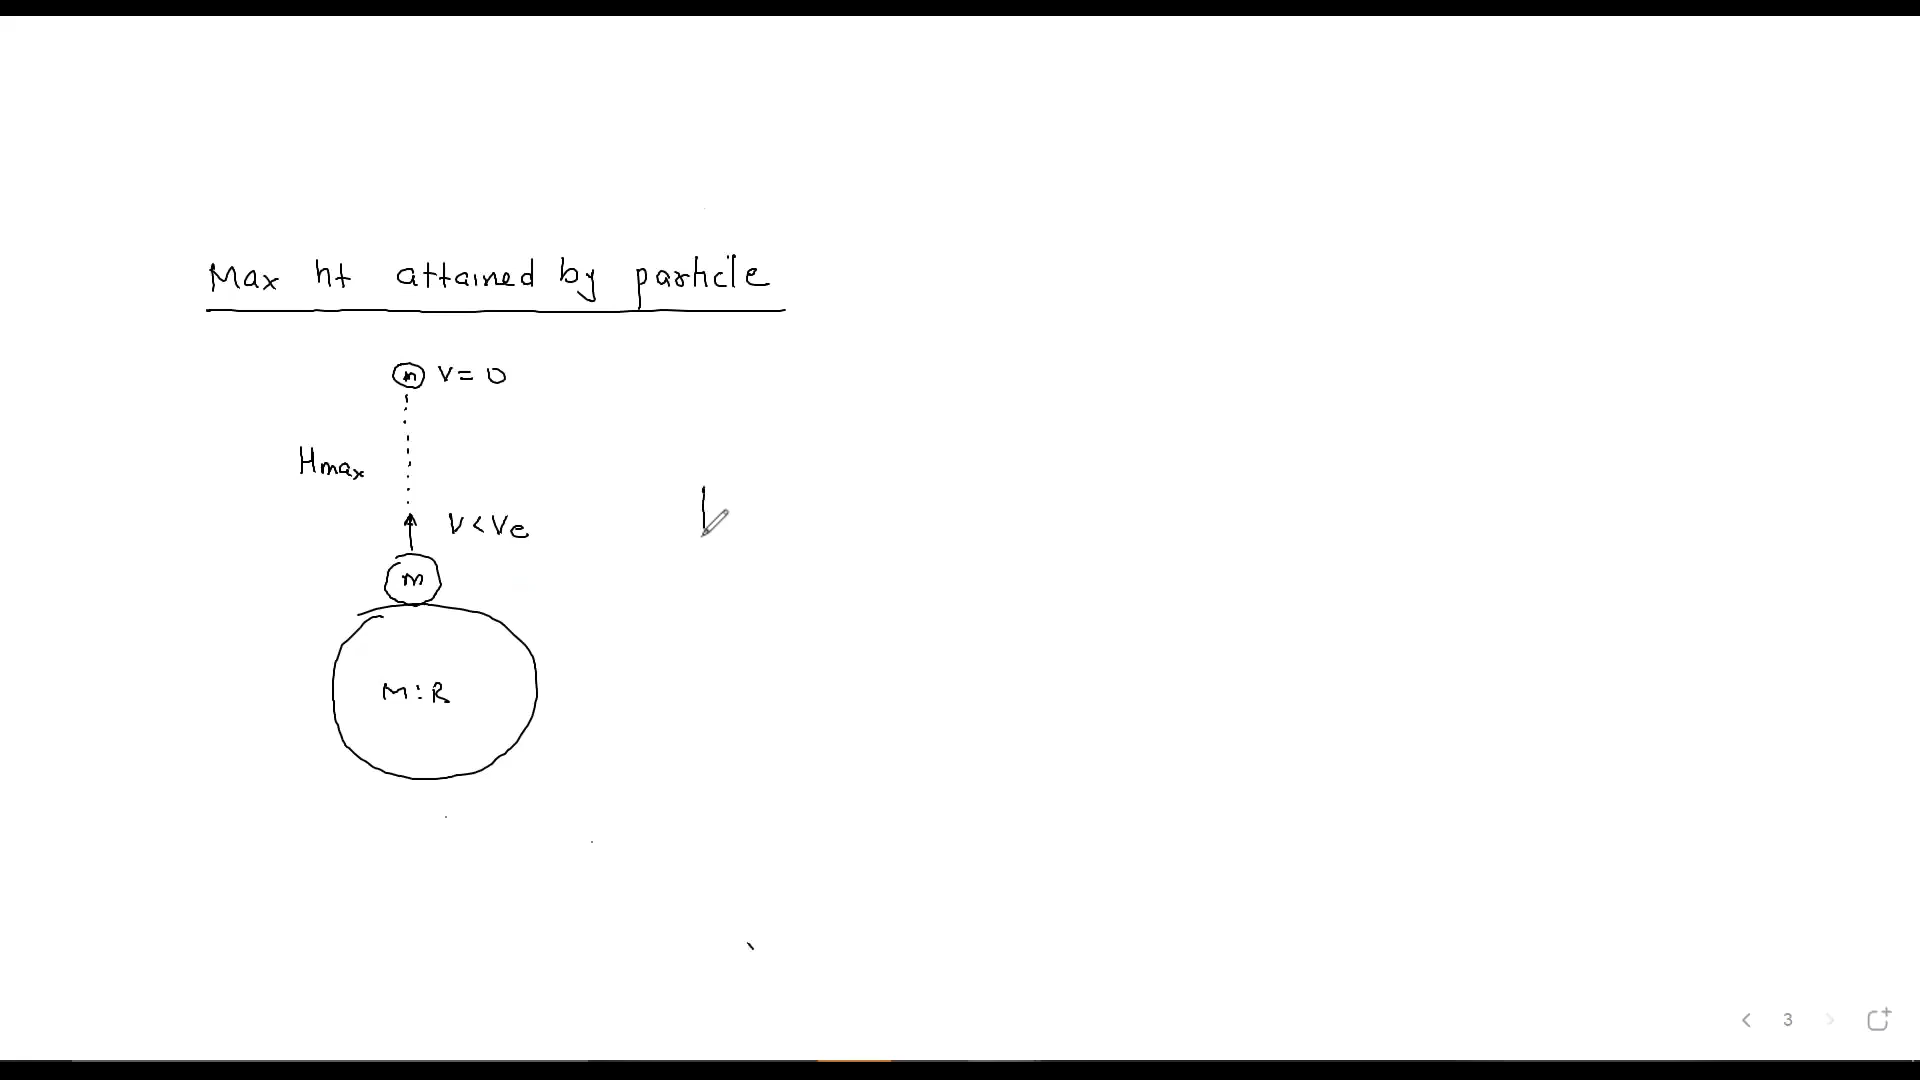 Max ht attained by particle
m V = 0
Hmax
V < Ve
m
M : R
3